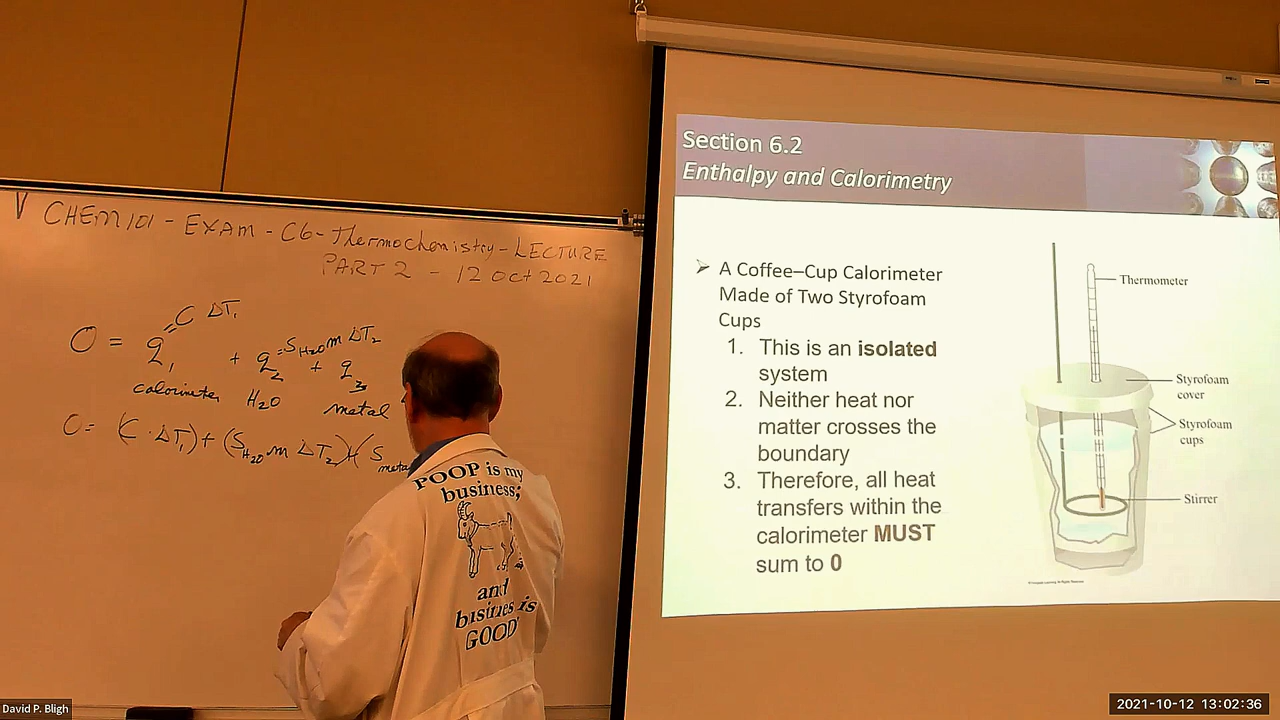 CHEM 101 - EXAM - C6 - Thermochemistry - LECTURE
PART 2 - 12 Oct 2021
= C ΔT₁
0 = q₁ + q₂ = S_H₂O m ΔT₂ + q₃
calorimeter H₂O metal
0 = (C · ΔT₁) + (S_H₂O m ΔT₂) + (S_metal
POOP is my
business;
and
business is
GOOD
Section 6.2
Enthalpy and Calorimetry
➢ A Coffee–Cup Calorimeter
Made of Two Styrofoam
Cups
1. This is an isolated
system
2. Neither heat nor
matter crosses the
boundary
3. Therefore, all heat
transfers within the
calorimeter MUST
sum to 0
Thermometer
Styrofoam
cover
Styrofoam
cups
Stirrer
David P. Bligh
2021-10-12 13:02:36